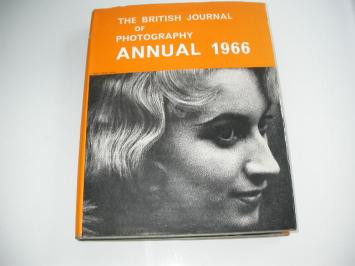 THE BRITISH JOURNAL
OF
PHOTOGRAPHY
ANNUAL 1966